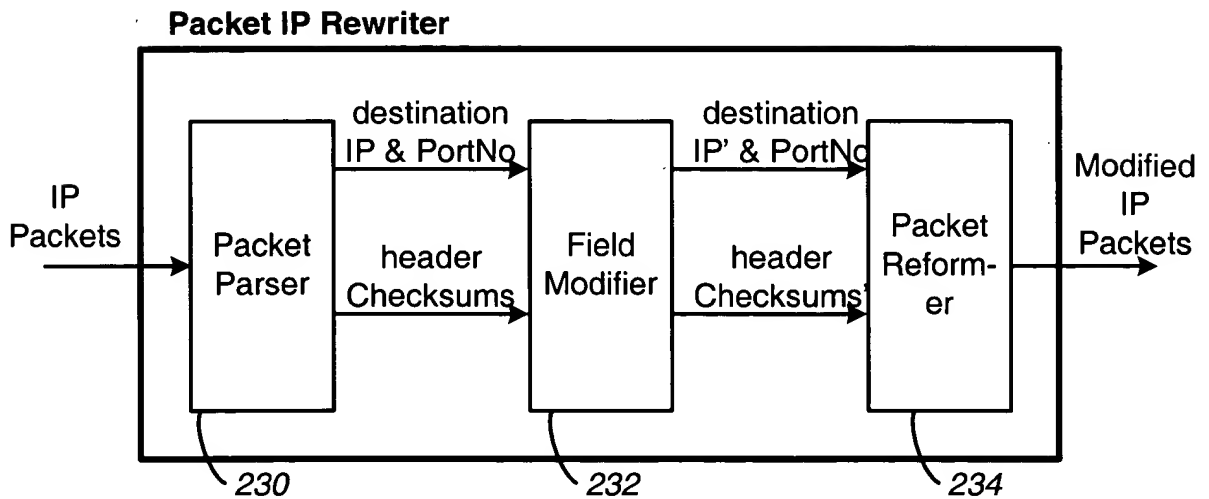 Packet IP Rewriter
IP
Packets
Packet
Parser
destination
IP & PortNo
header
Checksums
Field
Modifier
destination
IP' & PortNo
header
Checksums'
Packet
Reform-
er
Modified
IP
Packets
230
232
234